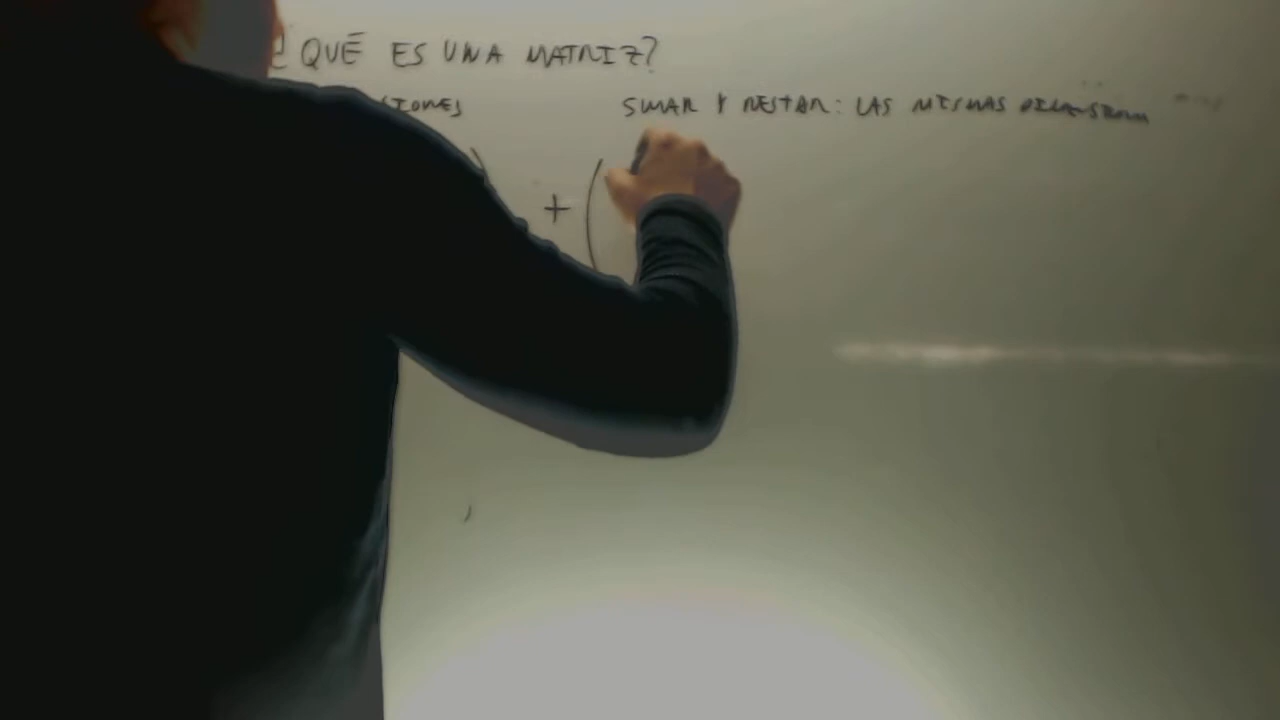 ¿QUÉ ES UNA MATRIZ?
SIONES
SUMAR Y RESTAR: LAS MISMAS DIMENSIONES
+ (